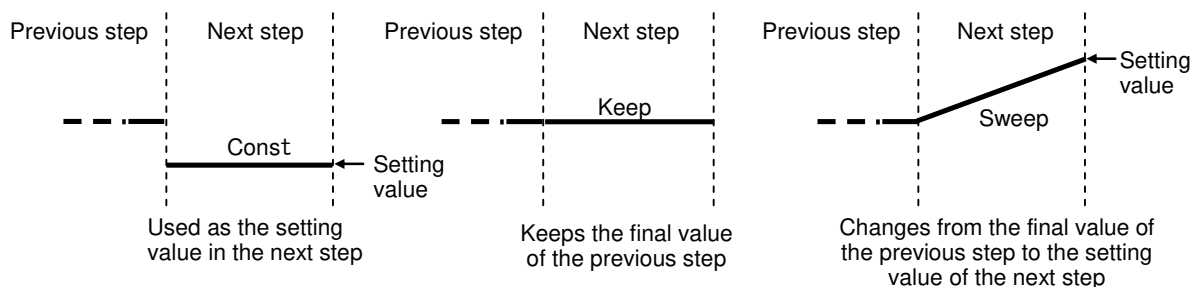 Previous step Next step
Const
Setting
value
Used as the setting
value in the next step
Previous step Next step
Keep
Keeps the final value
of the previous step
Previous step Next step
Setting
value
Sweep
Changes from the final value of
the previous step to the setting
value of the next step